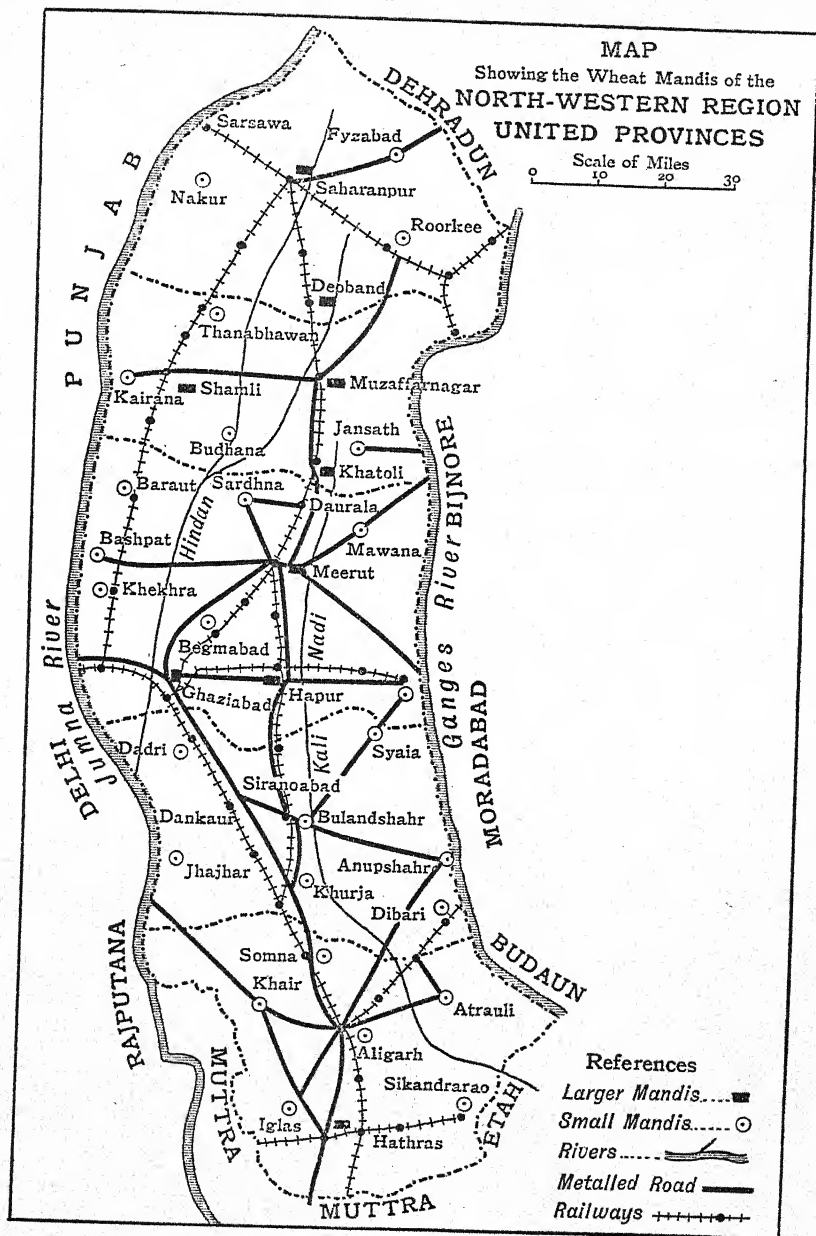 MAP
Showing the Wheat Mandis of the
NORTH-WESTERN REGION
UNITED PROVINCES
Scale of Miles
0 10 20 30
DEHRADUN
Sarsawa
Fyzabad
Nakur
Saharanpur
Roorkee
PUNJAB
Deoband
Thanabhawan
Kairana
Shamli
Muzaffarnagar
Jansath
Budhana
Khatoli
Baraut
Sardhna
Daurala
BIJNORE
Hindan
Mawana
Bashpat
Meerut
Khekhra
Ganges River
Jumna River
Begmabad
Nadi
Kali
Ghaziabad
Hapur
DELHI
MORADABAD
Syaia
Dadri
Siranoabad
Dankaur
Bulandshahr
Jhajhar
Anupshahr
Khurja
Dibari
RAJPUTANA
Somna
BUDAUN
Khair
Atrauli
Aligarh
MUTTRA
Sikandrarao
ETAH
Iglas
Hathras
MUTTRA
References
Larger Mandis
Small Mandis
Rivers
Metalled Road
Railways